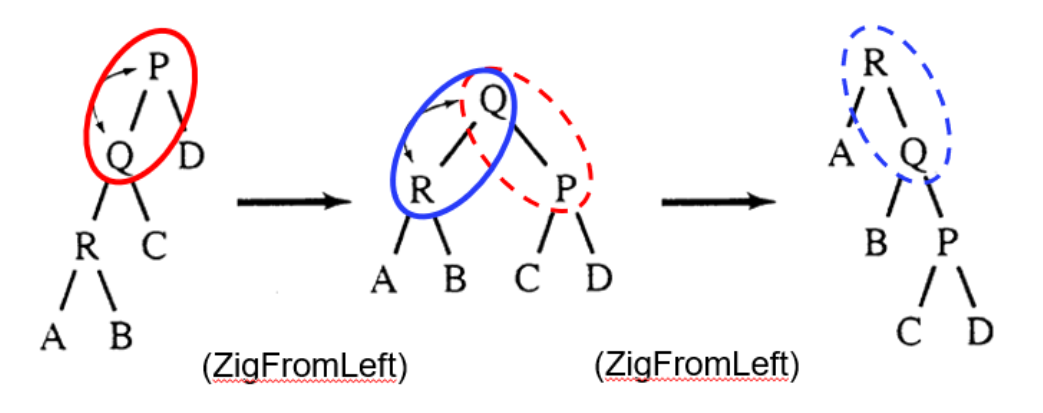 P
Q D
R C
A B
Q
R P
A B C D
R
A Q
B P
C D
(ZigFromLeft) (ZigFromLeft)